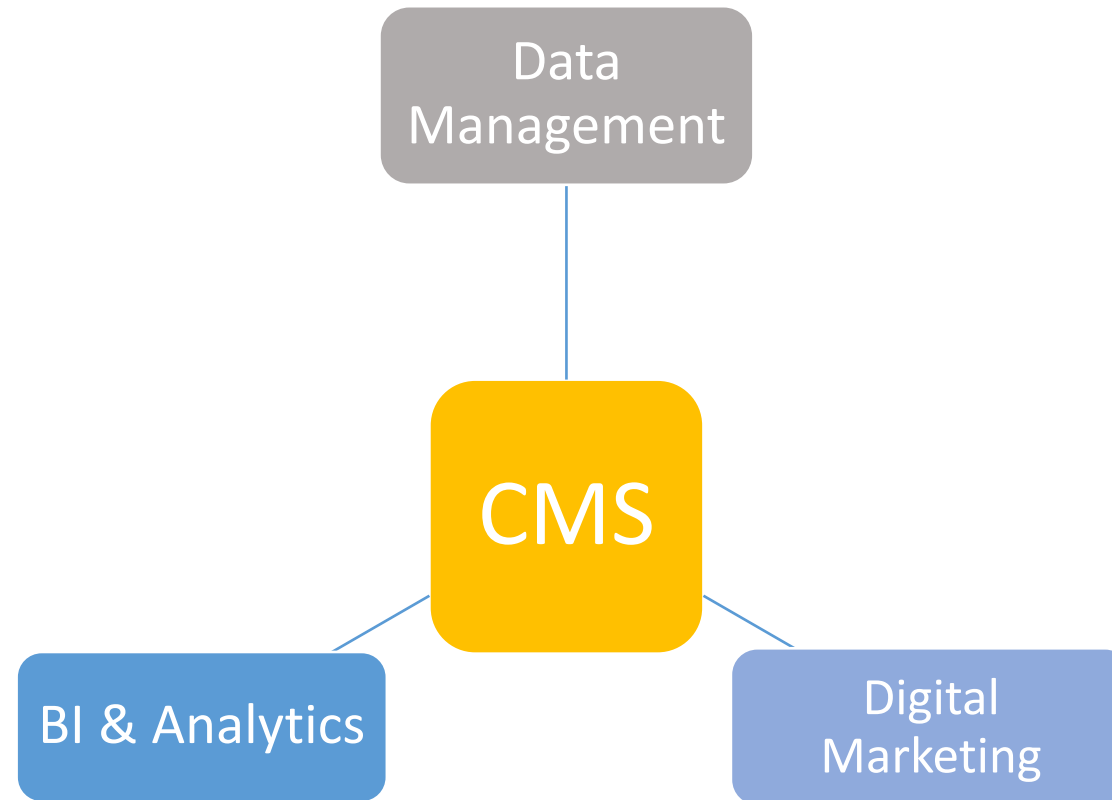 Data
Management
CMS
BI & Analytics
Digital
Marketing